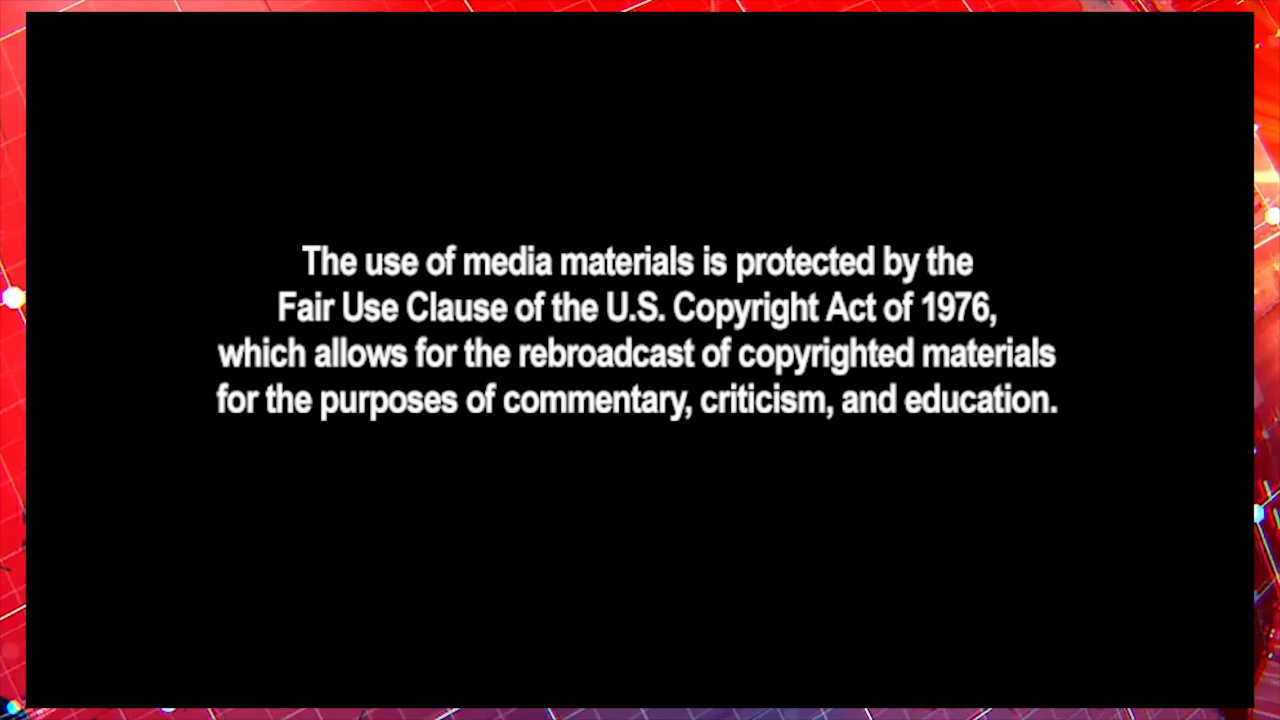 The use of media materials is protected by the
Fair Use Clause of the U.S. Copyright Act of 1976,
which allows for the rebroadcast of copyrighted materials
for the purposes of commentary, criticism, and education.